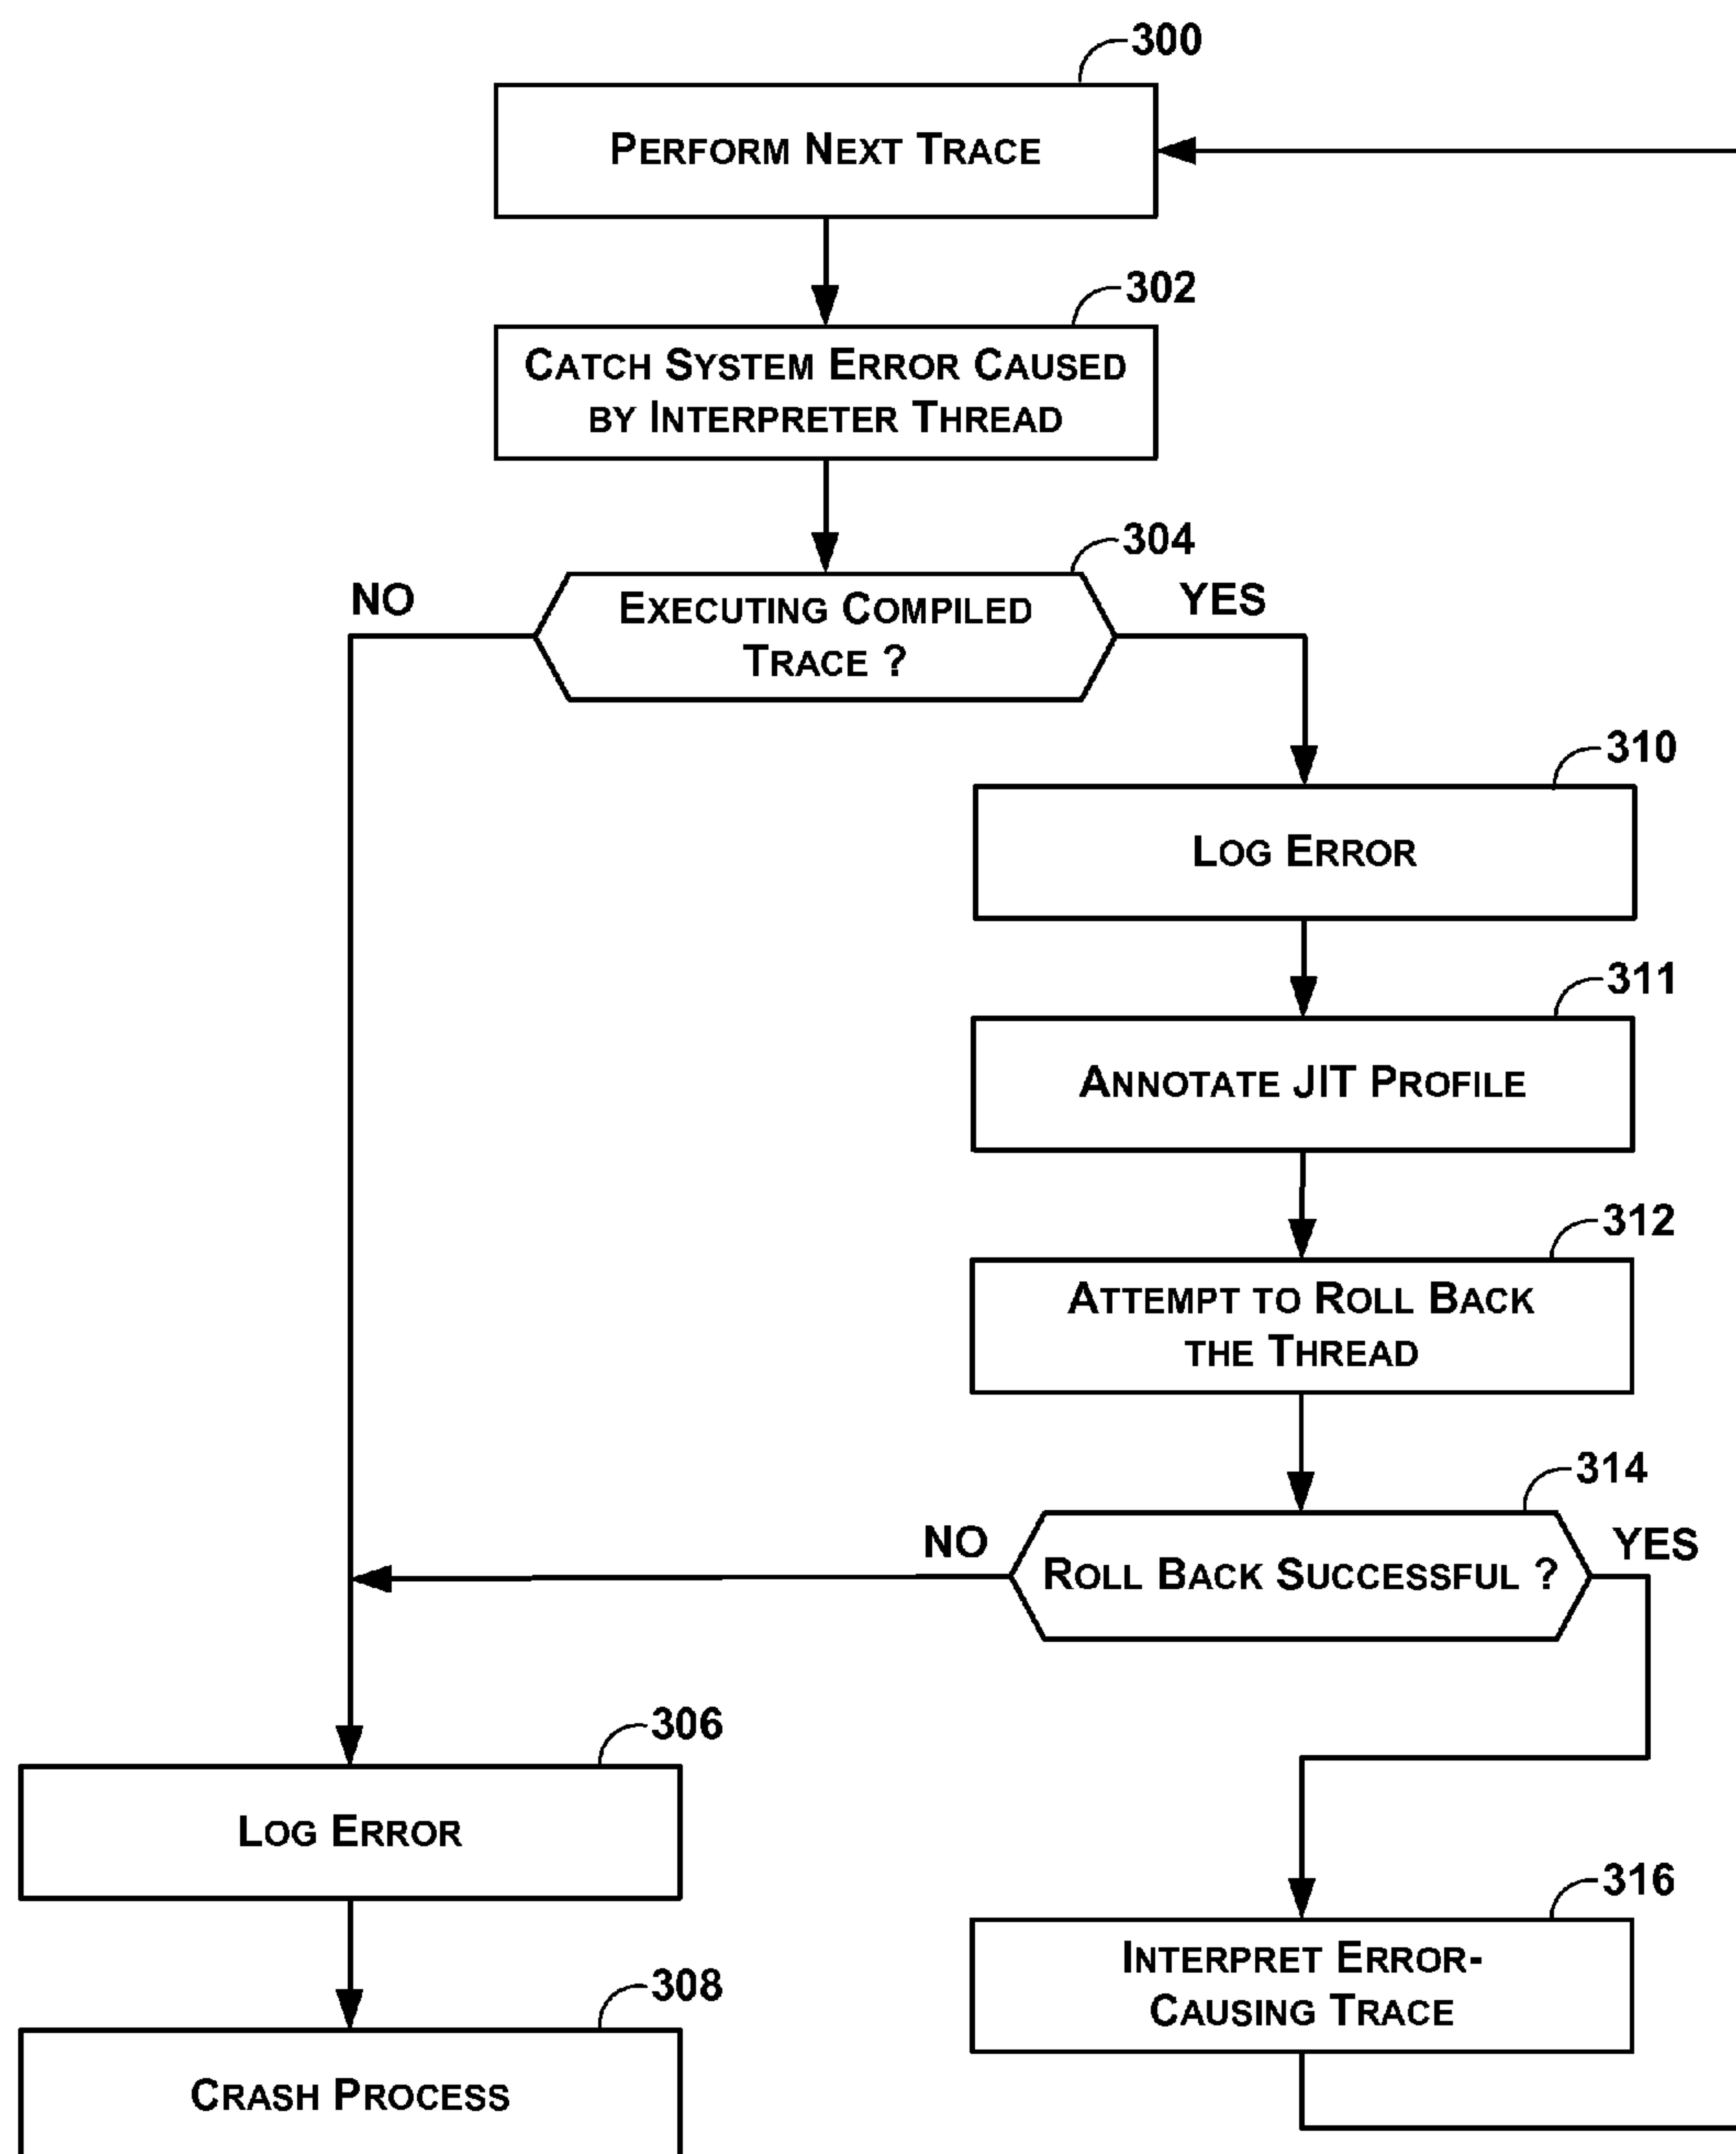 300
PERFORM NEXT TRACE
302
CATCH SYSTEM ERROR CAUSED
BY INTERPRETER THREAD
304
NO
YES
EXECUTING COMPILED
TRACE ?
310
LOG ERROR
311
ANNOTATE JIT PROFILE
312
ATTEMPT TO ROLL BACK
THE THREAD
314
NO
YES
ROLL BACK SUCCESSFUL ?
306
LOG ERROR
316
INTERPRET ERROR-
CAUSING TRACE
308
CRASH PROCESS